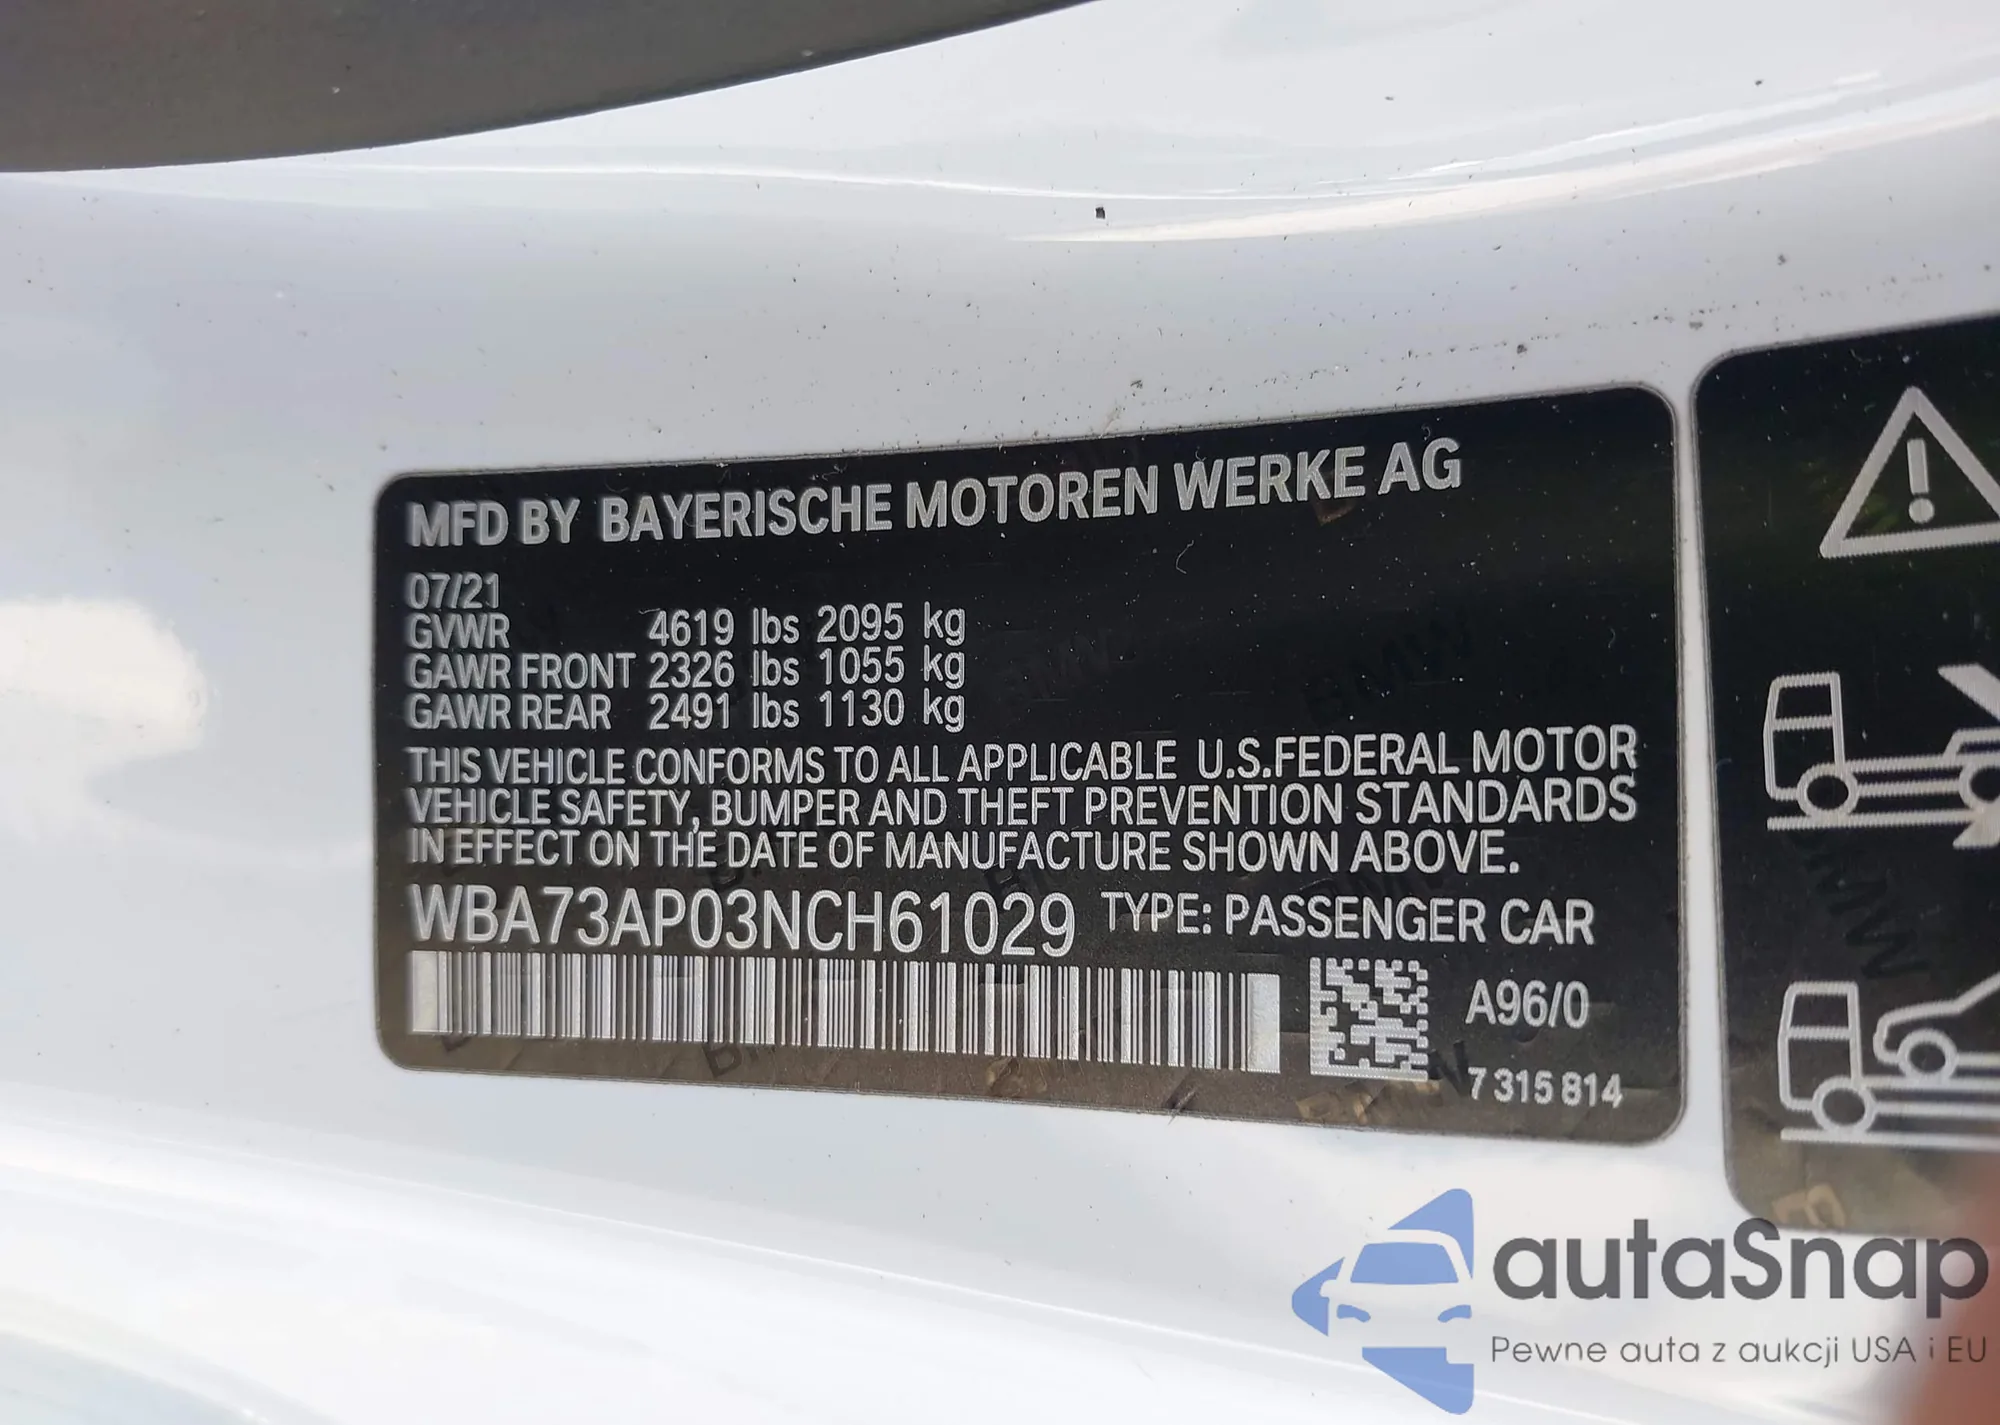 MFD BY BAYERISCHE MOTOREN WERKE AG
07/21
GVWR 4619 lbs 2095 kg
GAWR FRONT 2326 lbs 1055 kg
GAWR REAR 2491 lbs 1130 kg
THIS VEHICLE CONFORMS TO ALL APPLICABLE U.S.FEDERAL MOTOR
VEHICLE SAFETY, BUMPER AND THEFT PREVENTION STANDARDS
IN EFFECT ON THE DATE OF MANUFACTURE SHOWN ABOVE.
WBA73AP03NCH61029 TYPE: PASSENGER CAR
A96/0
7 315 814
autaSnap
Pewne auta z aukcji USA i EU